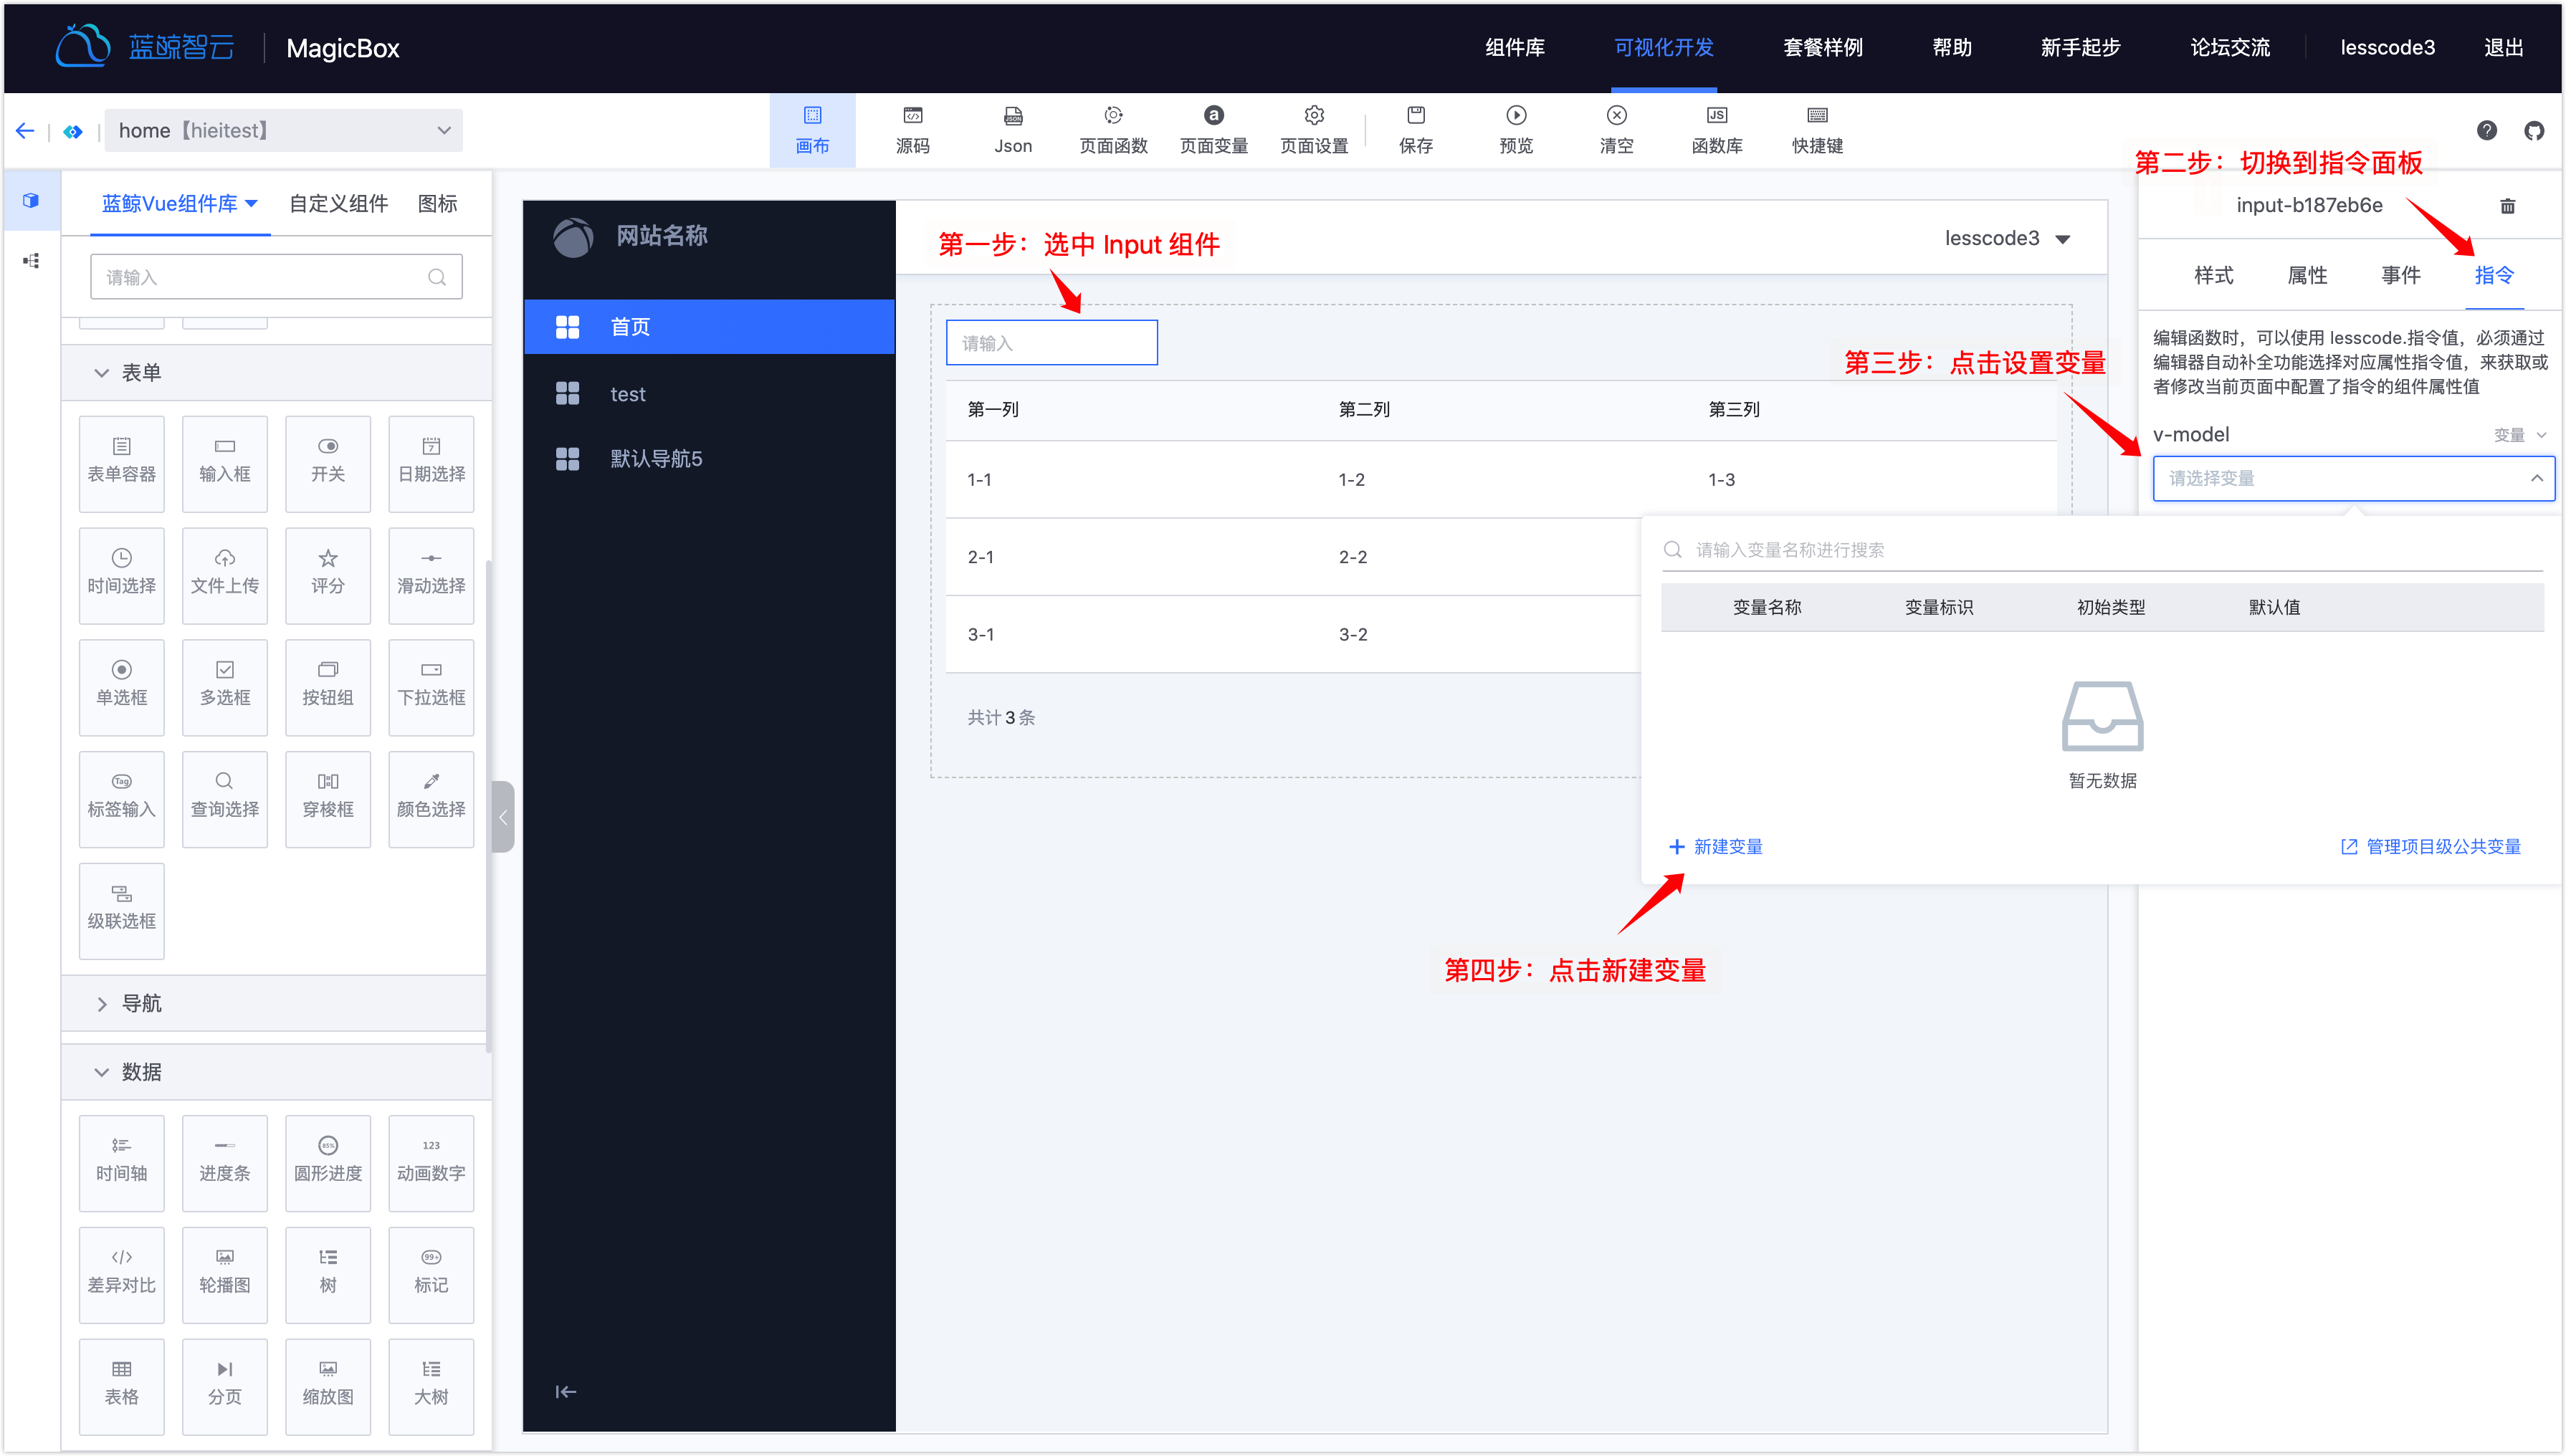 蓝鲸智云 MagicBox 组件库 可视化开发 套餐样例 帮助 新手起步 论坛交流 lesscode3 退出
home【hieitest】
画布 源码 Json 页面函数 页面变量 页面设置 保存 预览 清空 函数库 快捷键
第二步：切换到指令面板
蓝鲸Vue组件库 自定义组件 图标
请输入
表单
表单容器 输入框 开关 日期选择
时间选择 文件上传 评分 滑动选择
单选框 多选框 按钮组 下拉选框
标签输入 查询选择 穿梭框 颜色选择
级联选框
导航
数据
时间轴 进度条 圆形进度 动画数字
差异对比 轮播图 树 标记
表格 分页 缩放图 大树
网站名称
首页
test
默认导航5
lesscode3
第一步：选中 Input 组件
请输入
第三步：点击设置变量
第一列 第二列 第三列
1-1 1-2 1-3
2-1 2-2
3-1 3-2
共计 3 条
input-b187eb6e
样式 属性 事件 指令
编辑函数时，可以使用 lesscode.指令值，必须通过
编辑器自动补全功能选择对应属性指令值，来获取或
者修改当前页面中配置了指令的组件属性值
v-model 变量
请选择变量
请输入变量名称进行搜索
变量名称 变量标识 初始类型 默认值
暂无数据
新建变量 管理项目级公共变量
第四步：点击新建变量